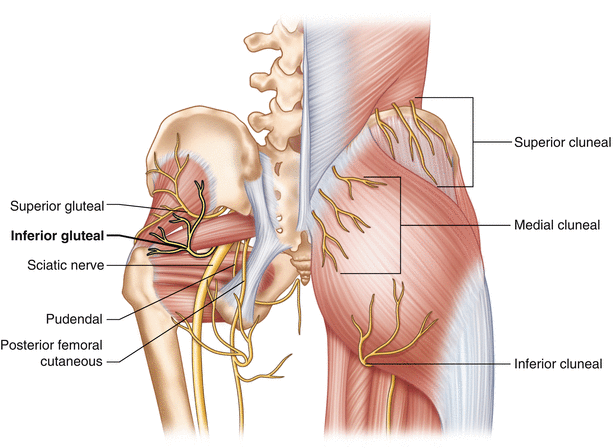 Superior gluteal
Inferior gluteal
Sciatic nerve
Pudendal
Posterior femoral
cutaneous
Superior cluneal
Medial cluneal
Inferior cluneal